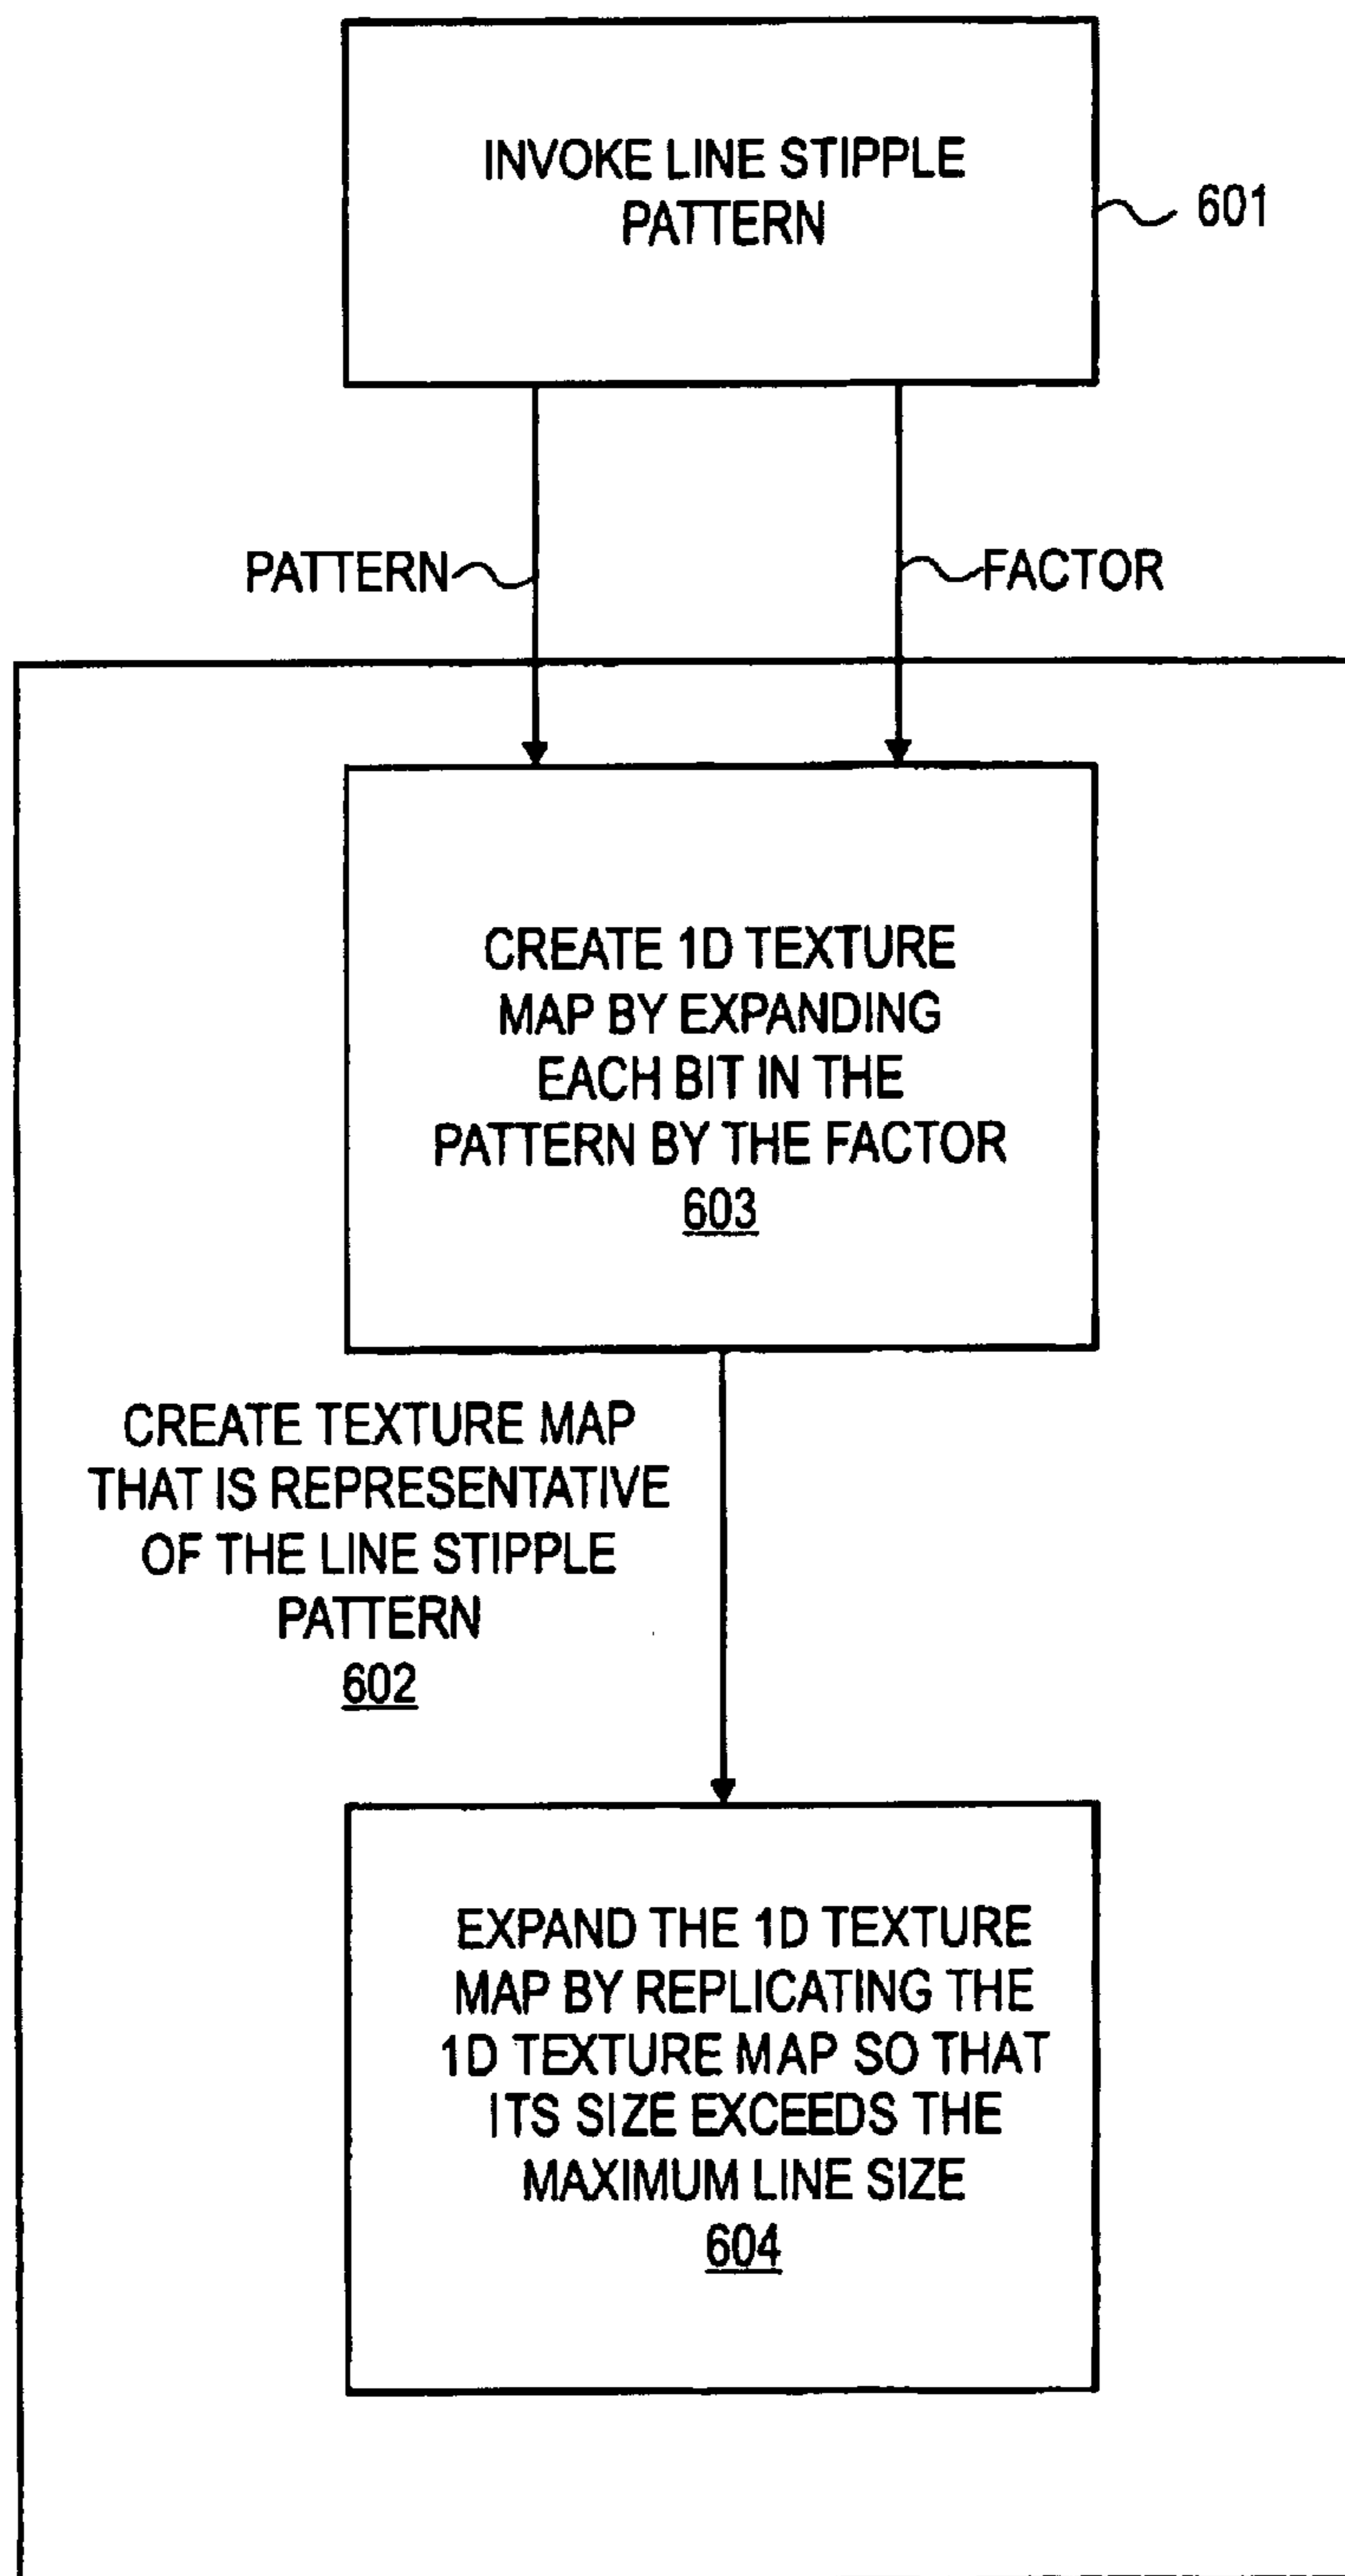 INVOKE LINE STIPPLE
PATTERN
601
PATTERN
FACTOR
CREATE 1D TEXTURE
MAP BY EXPANDING
EACH BIT IN THE
PATTERN BY THE FACTOR
603
CREATE TEXTURE MAP
THAT IS REPRESENTATIVE
OF THE LINE STIPPLE
PATTERN
602
EXPAND THE 1D TEXTURE
MAP BY REPLICATING THE
1D TEXTURE MAP SO THAT
ITS SIZE EXCEEDS THE
MAXIMUM LINE SIZE
604